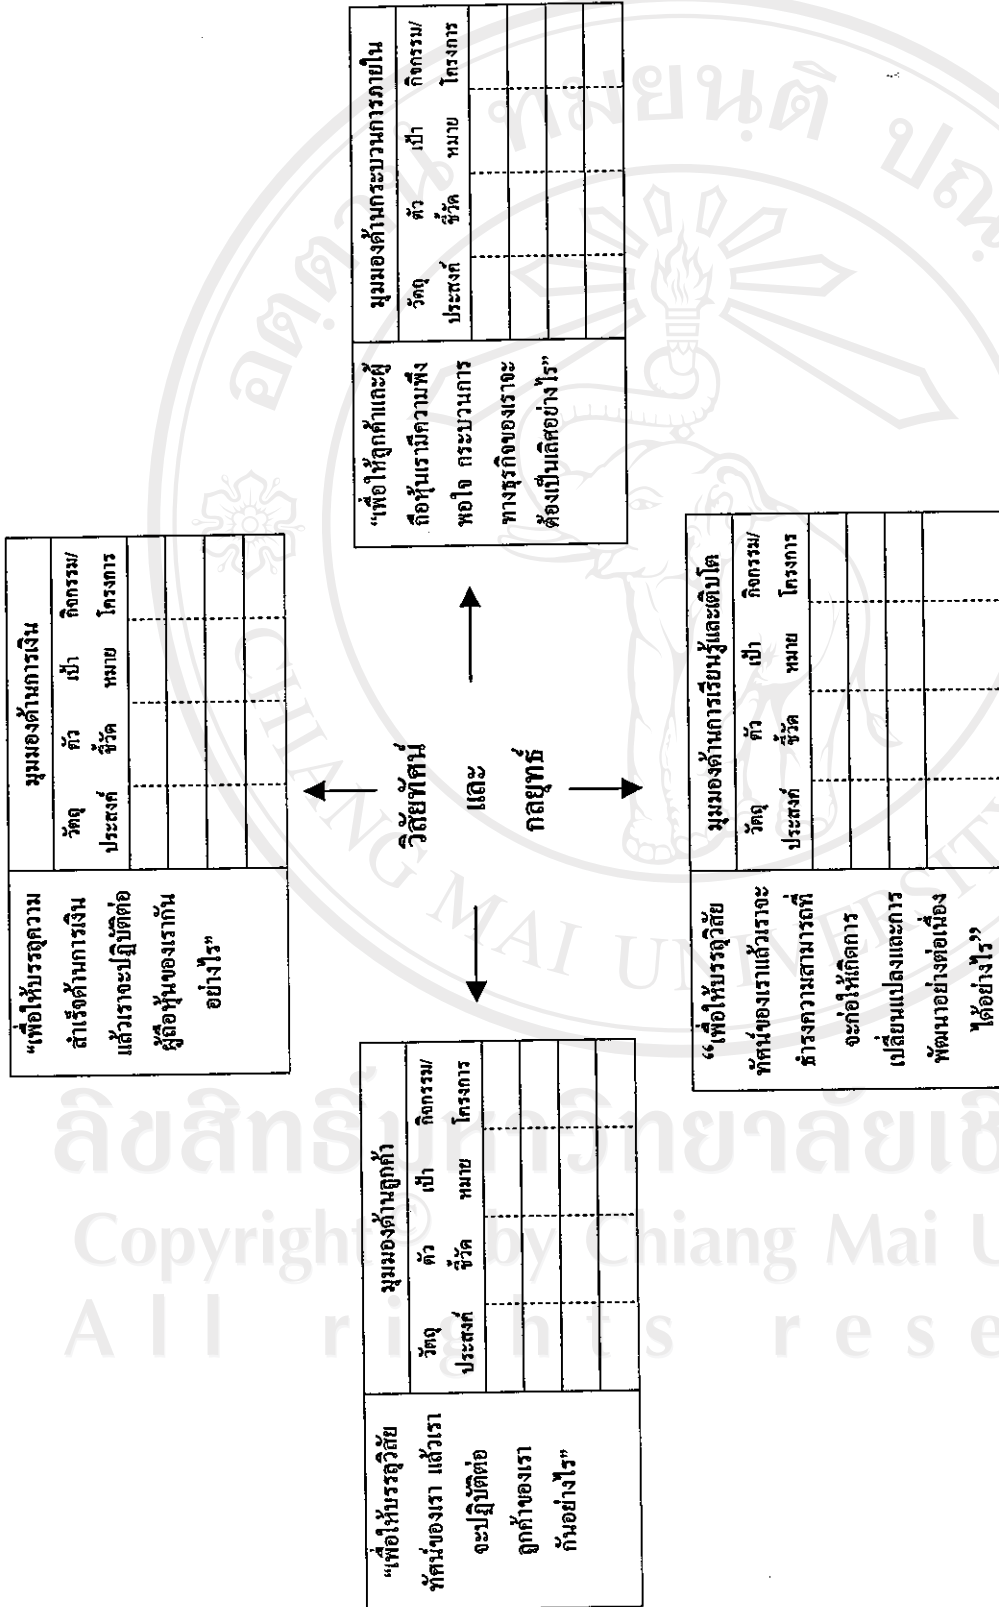 “เพื่อให้บรรลุความ
สำเร็จด้านการเงิน
แล้วเราจะปฏิบัติต่อ
ผู้ถือหุ้นของเรากัน
อย่างไร”
มุมมองด้านการเงิน
วัตถุ ตัว เป้า กิจกรรม/
ประสงค์ ชี้วัด หมาย โครงการ
“เพื่อให้บรรลุวิสัย
ทัศน์ของเรา แล้วเรา
จะปฏิบัติต่อ
ลูกค้าของเรา
กันอย่างไร”
มุมมองด้านลูกค้า
วัตถุ ตัว เป้า กิจกรรม/
ประสงค์ ชี้วัด หมาย โครงการ
วิสัยทัศน์
และ
กลยุทธ์
“เพื่อให้ลูกค้าและผู้
ถือหุ้นเรามีความพึง
พอใจ กระบวนการ
ทางธุรกิจของเราจะ
ต้องเป็นเลิศอย่างไร”
มุมมองด้านกระบวนการภายใน
วัตถุ ตัว เป้า กิจกรรม/
ประสงค์ ชี้วัด หมาย โครงการ
“เพื่อให้บรรลุวิสัย
ทัศน์ของเราแล้วเราจะ
ธำรงความสามารถที่
จะก่อให้เกิดการ
เปลี่ยนแปลงและการ
พัฒนาอย่างต่อเนื่อง
ได้อย่างไร”
มุมมองด้านการเรียนรู้และเติบโต
วัตถุ ตัว เป้า กิจกรรม/
ประสงค์ ชี้วัด หมาย โครงการ
CHIANG MAI UNIVERSITY
Copyright© by Chiang Mai U
All rights rese